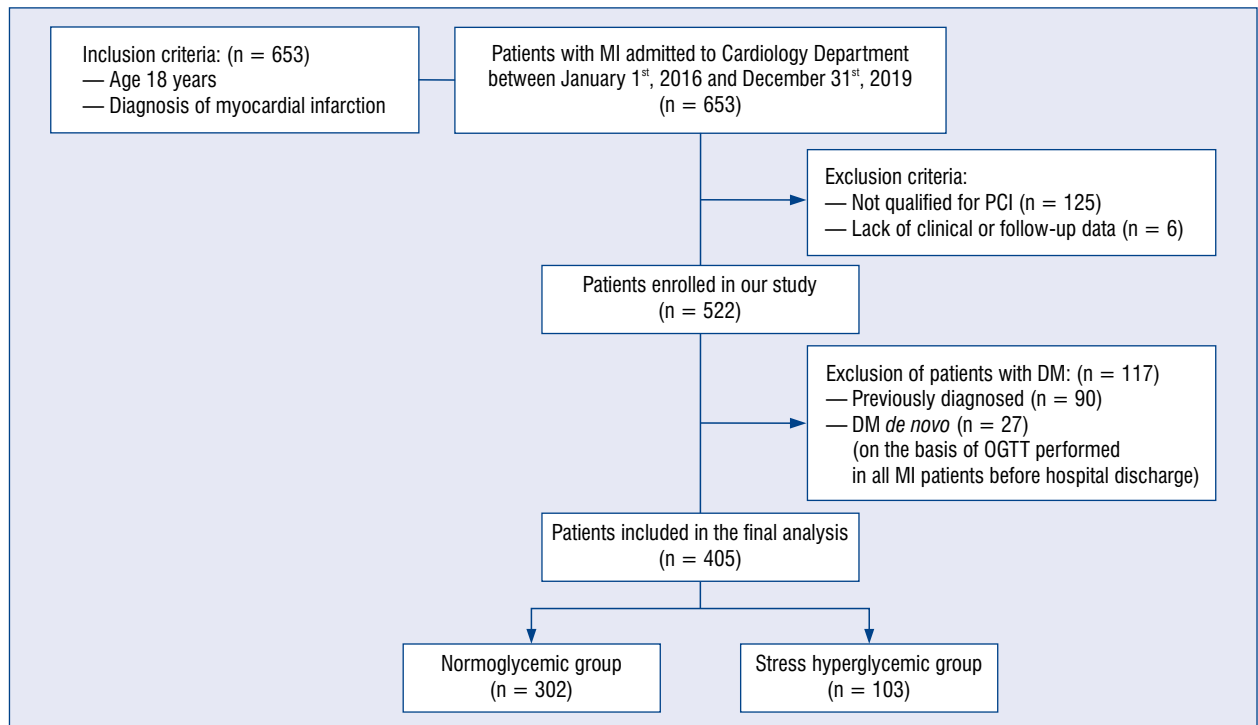 Inclusion criteria: (n = 653)
— Age 18 years
— Diagnosis of myocardial infarction
Patients with MI admitted to Cardiology Department
between January 1st, 2016 and December 31st, 2019
(n = 653)
Exclusion criteria:
— Not qualified for PCI (n = 125)
— Lack of clinical or follow-up data (n = 6)
Patients enrolled in our study
(n = 522)
Exclusion of patients with DM: (n = 117)
— Previously diagnosed (n = 90)
— DM de novo (n = 27)
(on the basis of OGTT performed
in all MI patients before hospital discharge)
Patients included in the final analysis
(n = 405)
Normoglycemic group
(n = 302)
Stress hyperglycemic group
(n = 103)